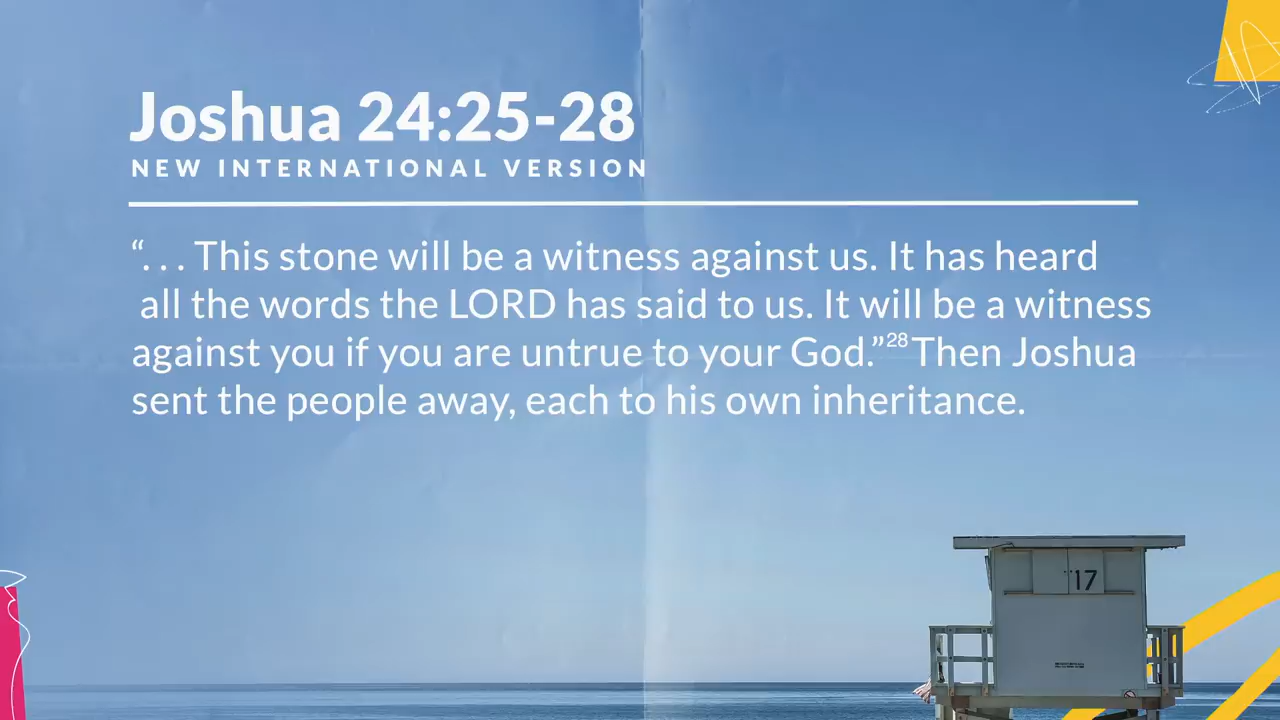 Joshua 24:25-28
NEW INTERNATIONAL VERSION
“. . . This stone will be a witness against us. It has heard
all the words the LORD has said to us. It will be a witness
against you if you are untrue to your God.”28Then Joshua
sent the people away, each to his own inheritance.
'17